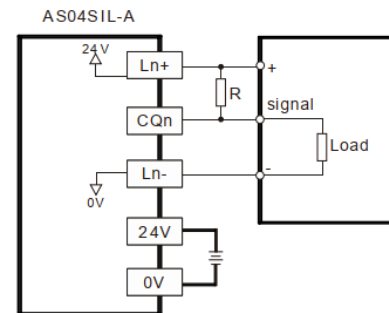 AS04SIL-A
24V
Ln+
+
R
CQn
signal
Load
Ln-
-
0V
24V
0V